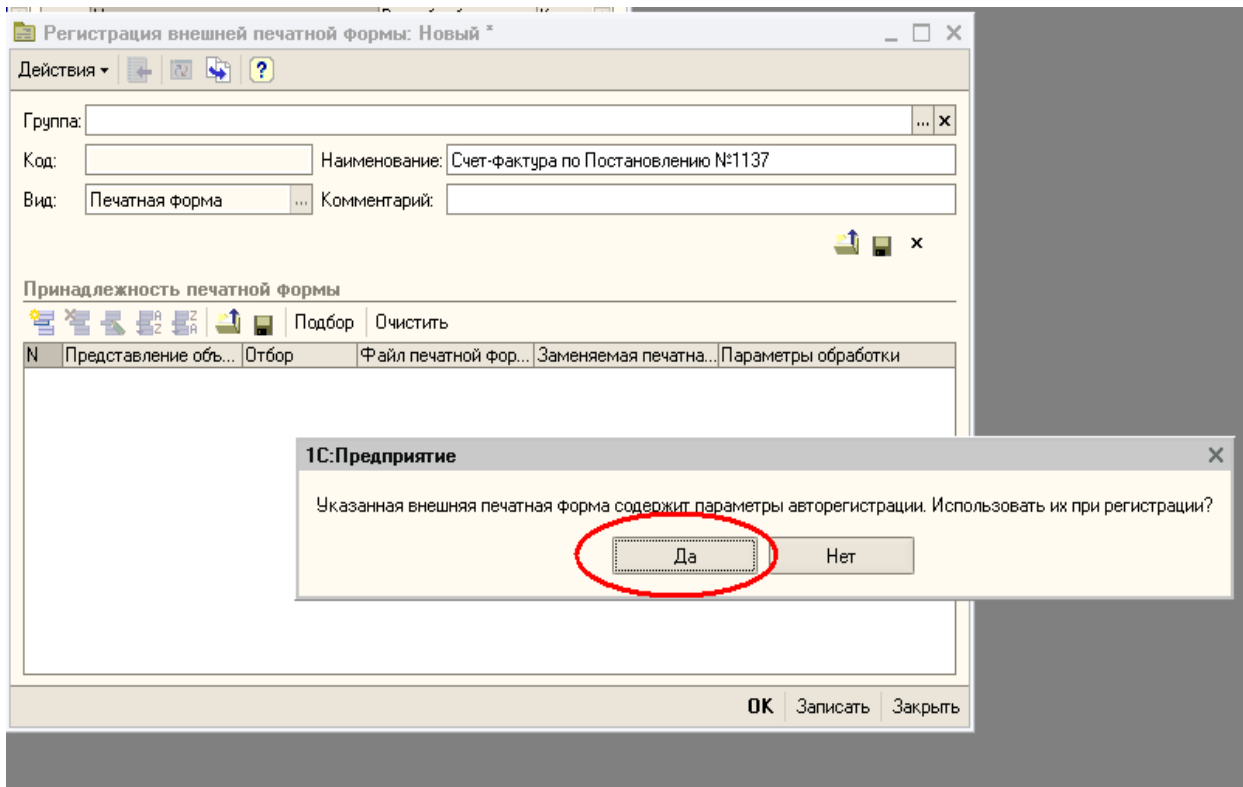 Регистрация внешней печатной формы: Новый *
Действия
Группа:
Код:
Наименование: Счет-фактура по Постановлению №1137
Вид: Печатная форма
Комментарий:
Принадлежность печатной формы
Подбор Очистить
N Представление объ... Отбор Файл печатной фор... Заменяемая печатна... Параметры обработки
1С:Предприятие
Указанная внешняя печатная форма содержит параметры авторегистрации. Использовать их при регистрации?
Да Нет
OK Записать Закрыть